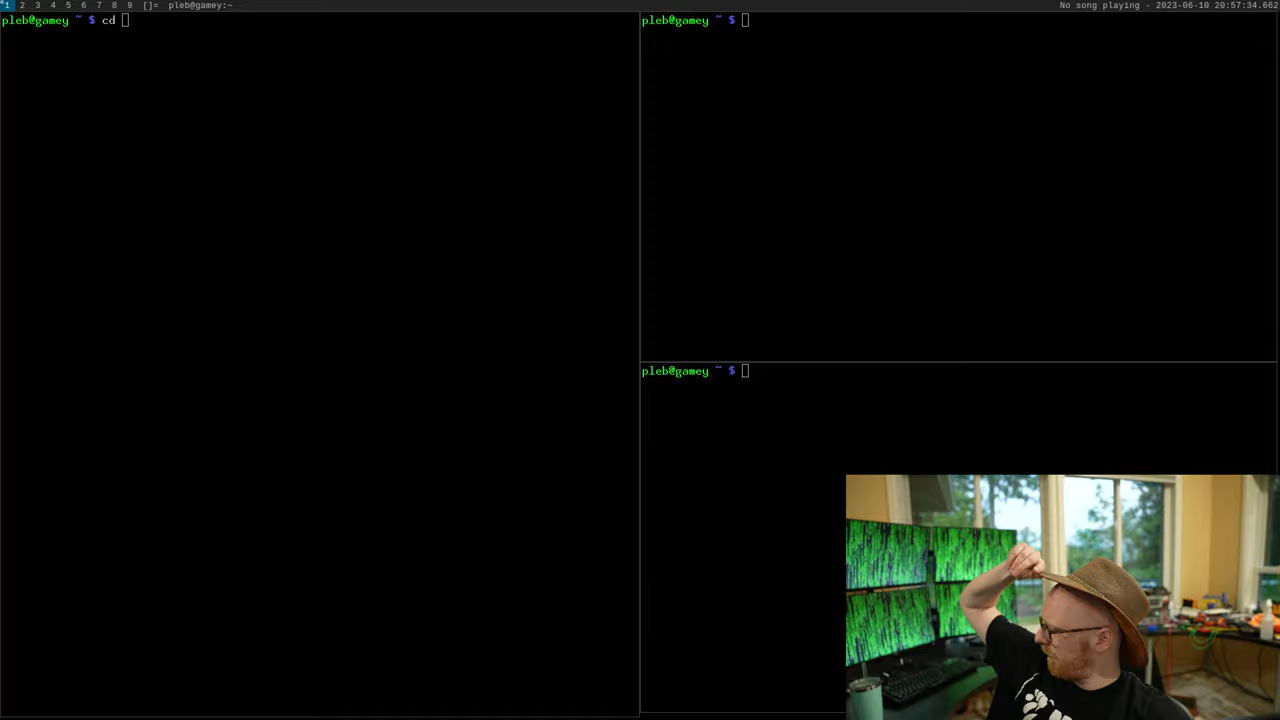 1 2 3 4 5 6 7 8 9 []= pleb@gamey:~ No song playing - 2023-06-10 20:57:34.662
pleb@gamey ~ $ cd
pleb@gamey ~ $
pleb@gamey ~ $